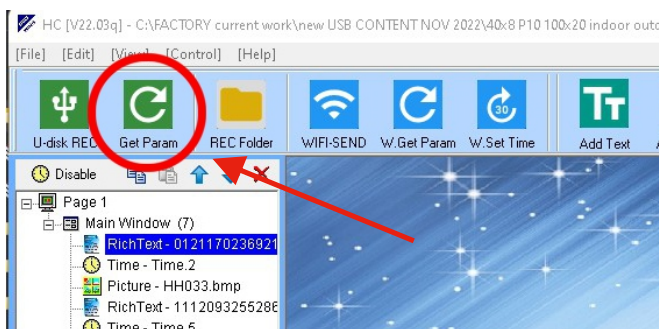 HC [V22.03q] - C:\FACTORY current work\new USB CONTENT NOV 2022\40x8 P10 100x20 indoor outd
[File] [Edit] [View] [Control] [Help]
U-disk REC Get Param REC Folder WIFI-SEND W.Get Param W.Set Time Add Text
30
Disable
Page 1
Main Window (7)
RichText - 0121170236921
Time - Time.2
Picture - HH033.bmp
RichText - 1112093255286
Time - Time.5